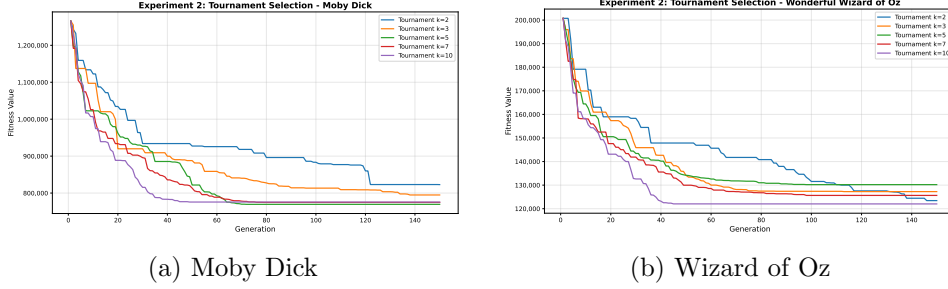 Experiment 2: Tournament Selection - Moby Dick
Tournament k=2
Tournament k=3
Tournament k=5
Tournament k=7
Tournament k=10
Fitness Value
1,200,000
1,100,000
1,000,000
900,000
800,000
0
20
40
60
80
100
120
140
Generation
(a) Moby Dick
Experiment 2: Tournament Selection - Wonderful Wizard of Oz
Tournament k=2
Tournament k=3
Tournament k=5
Tournament k=7
Tournament k=10
Fitness Value
200,000
190,000
180,000
170,000
160,000
150,000
140,000
130,000
120,000
0
20
40
60
80
100
120
140
Generation
(b) Wizard of Oz